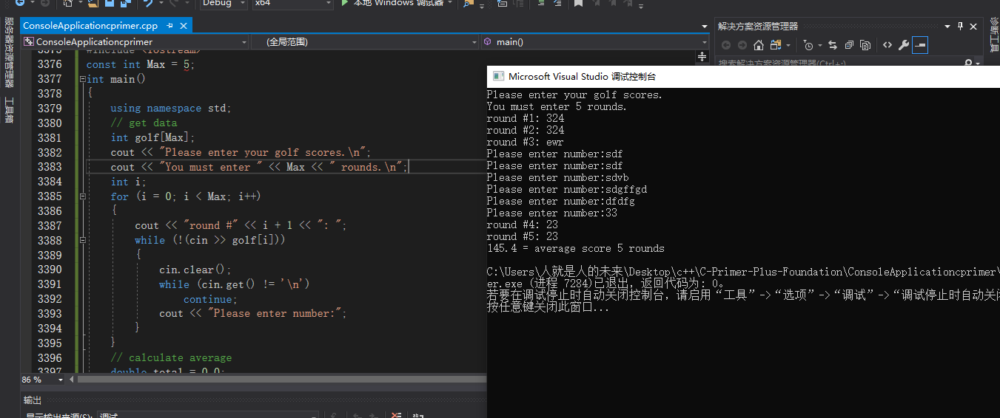 Debug
x64
本地 Windows 调试器
ConsoleApplicationcprimer.cpp
解决方案资源管理器
ConsoleApplicationcprimer
(全局范围)
main()
服务器资源管理器
工具箱
诊断工具
搜索解决方案资源管理器(Ctrl+;)
3375 #include <iostream>
3376 const int Max = 5;
3377 int main()
3378 {
3379 using namespace std;
3380 // get data
3381 int golf[Max];
3382 cout << "Please enter your golf scores.\n";
3383 cout << "You must enter " << Max << " rounds.\n";
3384 int i;
3385 for (i = 0; i < Max; i++)
3386 {
3387 cout << "round #" << i + 1 << ": ";
3388 while (!(cin >> golf[i]))
3389 {
3390 cin.clear();
3391 while (cin.get() != '\n')
3392 continue;
3393 cout << "Please enter number:";
3394 }
3395 }
3396 // calculate average
3397 double total = 0.0;
86 %
输出
显示输出来源(S): 调试
Microsoft Visual Studio 调试控制台
Please enter your golf scores.
You must enter 5 rounds.
round #1: 324
round #2: 324
round #3: ewr
Please enter number:sdf
Please enter number:sdf
Please enter number:sdvb
Please enter number:sdgffgd
Please enter number:dfdfg
Please enter number:33
round #4: 23
round #5: 23
145.4 = average score 5 rounds
C:\Users\人就是人的未来\Desktop\c++\C-Primer-Plus-Foundation\ConsoleApplicationcprimer\
er.exe (进程 7284)已退出，返回代码为: 0。
若要在调试停止时自动关闭控制台，请启用“工具”->“选项”->“调试”->“调试停止时自动关闭
按任意键关闭此窗口...